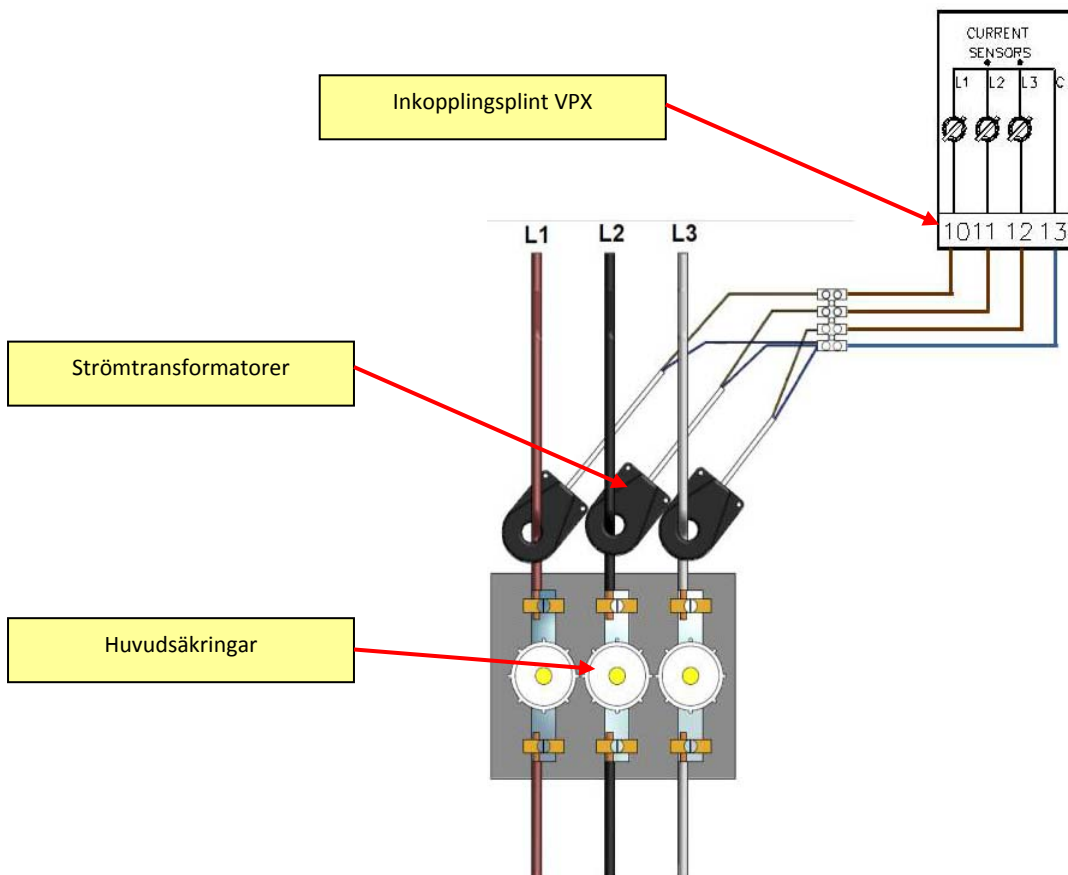 CURRENT
SENSORS
L1 L2 L3 C
Inkopplingsplint VPX
10 11 12 13
L1 L2 L3
Strömtransformatorer
Huvudsäkringar